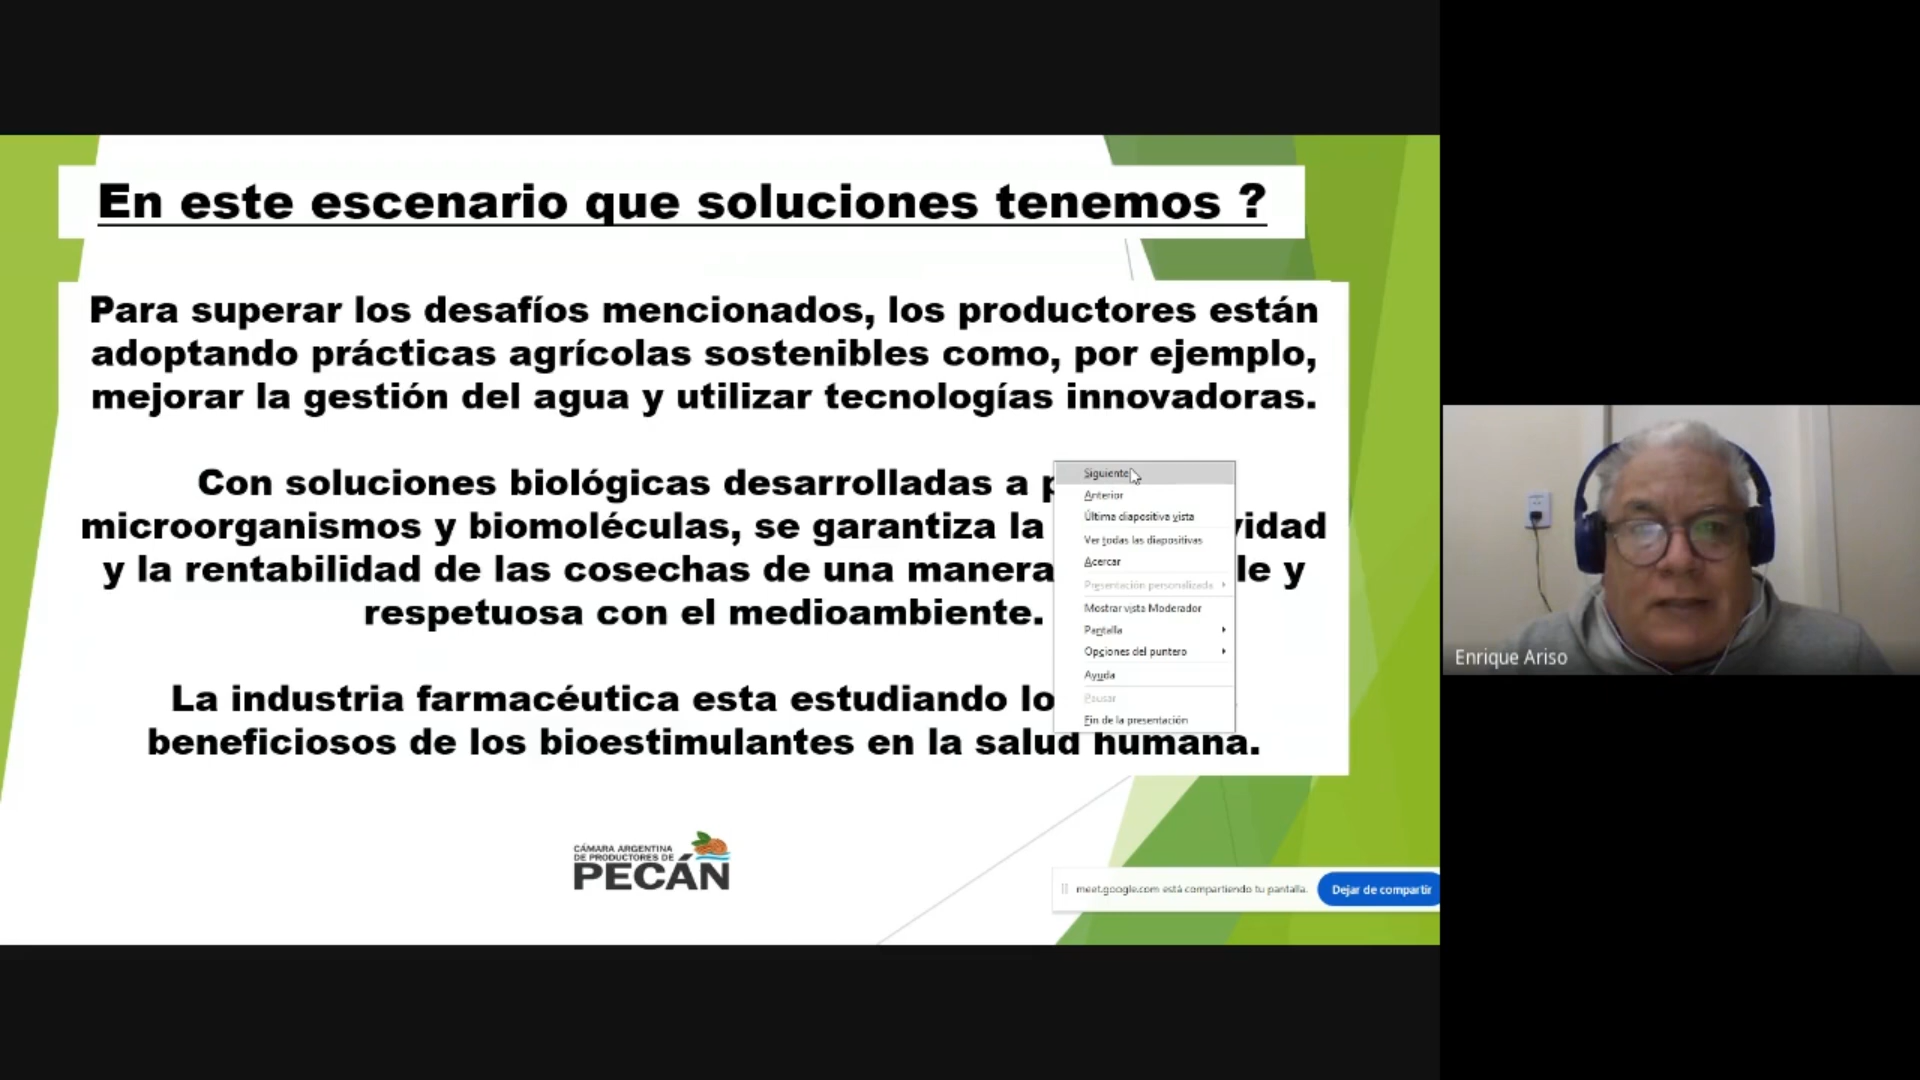 En este escenario que soluciones tenemos ?
Para superar los desafíos mencionados, los productores están
adoptando prácticas agrícolas sostenibles como, por ejemplo,
mejorar la gestión del agua y utilizar tecnologías innovadoras.
Con soluciones biológicas desarrolladas a p
microorganismos y biomoléculas, se garantiza la vidad
y la rentabilidad de las cosechas de una manera le y
respetuosa con el medioambiente.
La industria farmacéutica esta estudiando lo
beneficiosos de los bioestimulantes en la salud humana.
Siguiente
Anterior
Última diapositiva vista
Ver todas las diapositivas
Acercar
Presentación personalizada
Mostrar vista Moderador
Pantalla
Opciones del puntero
Ayuda
Pausar
Fin de la presentación
CÁMARA ARGENTINA
DE PRODUCTORES DE
PECÁN
meet.google.com está compartiendo tu pantalla.
Dejar de compartir
Enrique Ariso